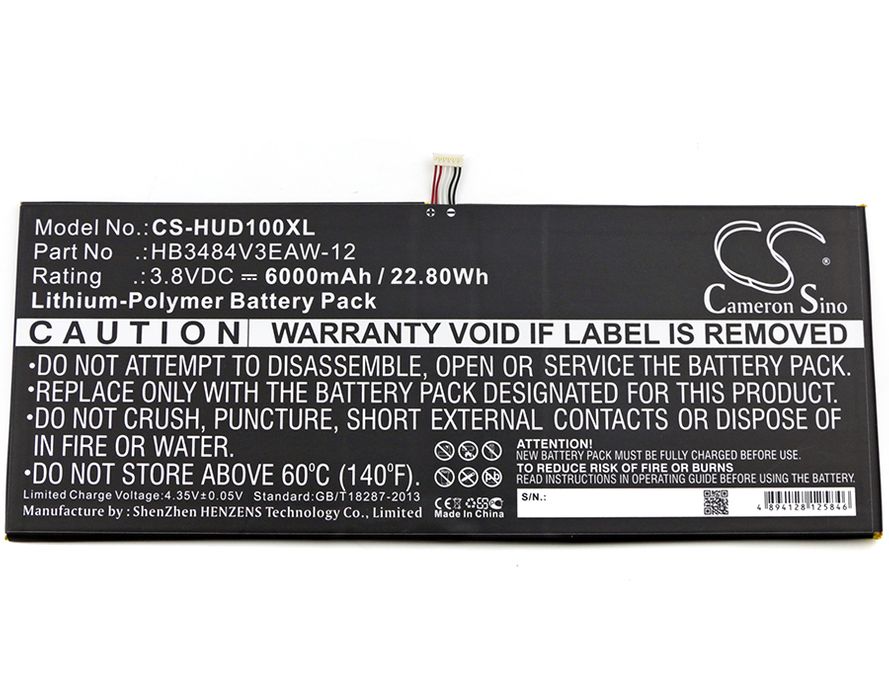 Model No.:CS-HUD100XL
Part No .:HB3484V3EAW-12
Rating .:3.8VDC ⎓ 6000mAh / 22.80Wh
Lithium-Polymer Battery Pack
CS
®
Cameron Sino
CAUTION WARRANTY VOID IF LABEL IS REMOVED
•DO NOT ATTEMPT TO DISASSEMBLE, OPEN OR SERVICE THE BATTERY PACK.
•REPLACE ONLY WITH THE BATTERY PACK DESIGNATED FOR THIS PRODUCT.
•DO NOT CRUSH, PUNCTURE, SHORT EXTERNAL CONTACTS OR DISPOSE OF
IN FIRE OR WATER.
•DO NOT STORE ABOVE 60°C (140°F).
Limited Charge Voltage:4.35V±0.05V Standard:GB/T18287-2013
Manufacture by : ShenZhen HENZENS Technology Co., Limited
CE Made In China
ATTENTION!
NEW BATTERY PACK MUST BE FULLY CHARGED BEFORE USE.
TO REDUCE RISK OF FIRE OR BURNS
READ INSTRUCTIONS IN OPERATING MANUAL BEFORE USING BATTERY.
S/N.:
4 894128 125846